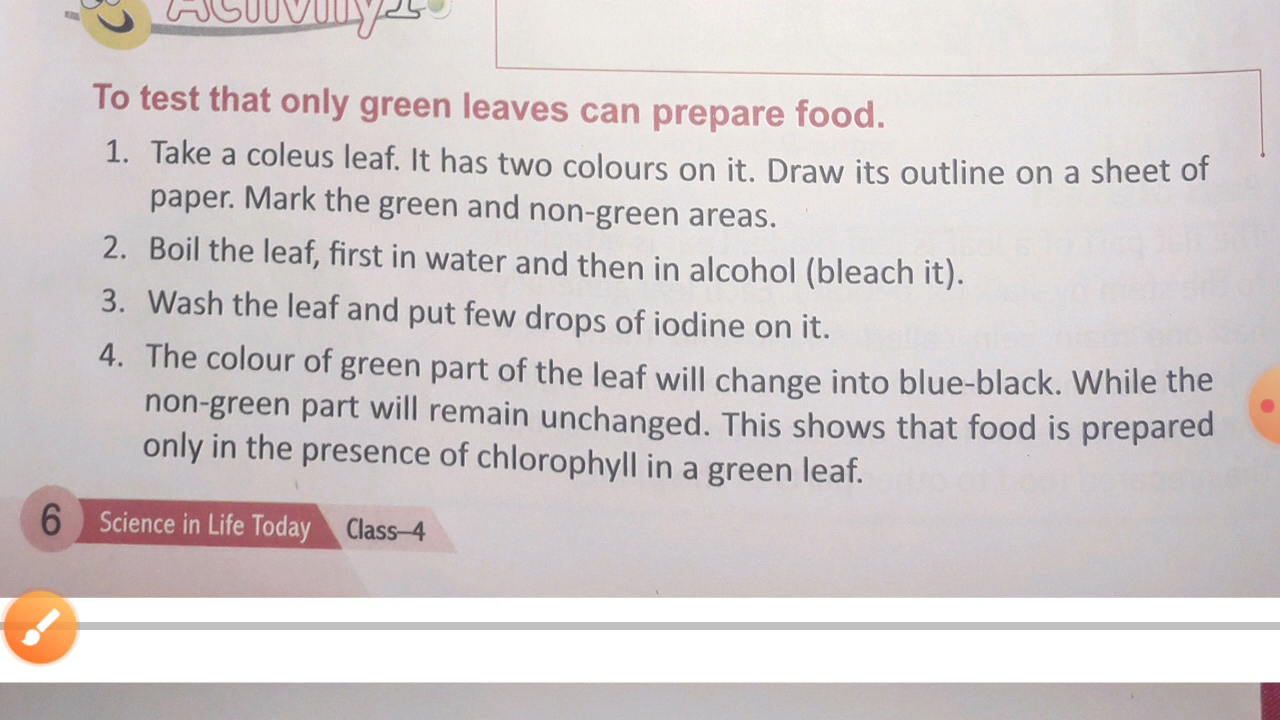 Activity
To test that only green leaves can prepare food.
1. Take a coleus leaf. It has two colours on it. Draw its outline on a sheet of
paper. Mark the green and non-green areas.
2. Boil the leaf, first in water and then in alcohol (bleach it).
3. Wash the leaf and put few drops of iodine on it.
4. The colour of green part of the leaf will change into blue-black. While the
non-green part will remain unchanged. This shows that food is prepared
only in the presence of chlorophyll in a green leaf.
6 Science in Life Today Class–4